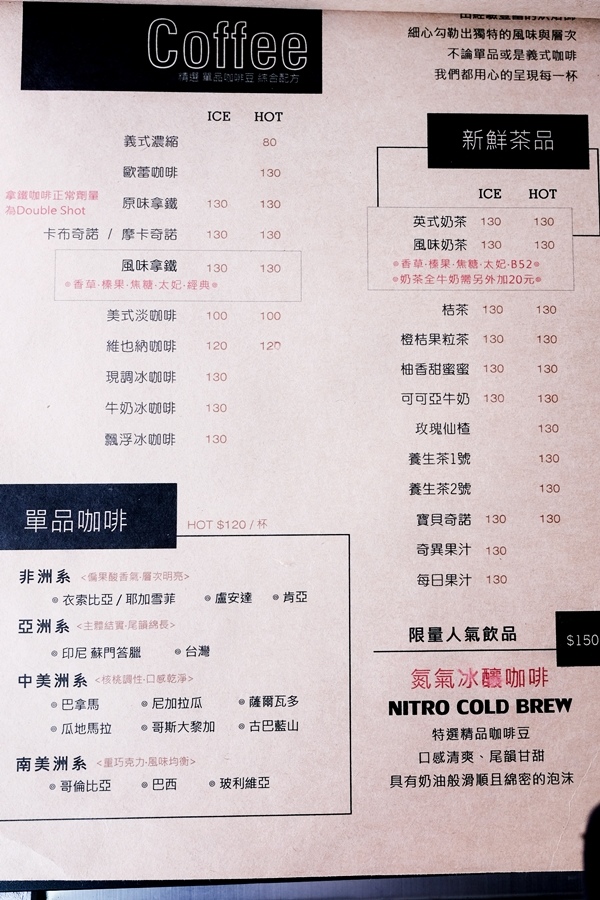 Coffee
精選 單品咖啡豆 綜合配方
ICE HOT
義式濃縮 80
歐蕾咖啡 130
拿鐵咖啡正常劑量
為Double Shot
原味拿鐵 130 130
卡布奇諾 / 摩卡奇諾 130 130
風味拿鐵 130 130
香草·榛果·焦糖·太妃·經典
美式淡咖啡 100 100
維也納咖啡 120 120
現調冰咖啡 130
牛奶冰咖啡 130
飄浮冰咖啡 130
單品咖啡
HOT $120 / 杯
非洲系 <偏果酸香氣·層次明亮>
衣索比亞 / 耶加雪菲 盧安達 肯亞
亞洲系 <主體結實·尾韻綿長>
印尼 蘇門答臘 台灣
中美洲系 <核桃調性·口感乾淨>
巴拿馬 尼加拉瓜 薩爾瓦多
瓜地馬拉 哥斯大黎加 古巴藍山
南美洲系 <重巧克力·風味均衡>
哥倫比亞 巴西 玻利維亞
細心勾勒出獨特的風味與層次
不論單品或是義式咖啡
我們都用心的呈現每一杯
新鮮茶品
ICE HOT
英式奶茶 130 130
風味奶茶 130 130
香草·榛果·焦糖·太妃·B52
奶茶全牛奶需另外加20元
桔茶 130 130
橙桔果粒茶 130 130
柚香甜蜜蜜 130 130
可可亞牛奶 130 130
玫瑰仙楂 130
養生茶1號 130
養生茶2號 130
寶貝奇諾 130 130
奇異果汁 130
每日果汁 130
限量人氣飲品
$150
氮氣冰釀咖啡
NITRO COLD BREW
特選精品咖啡豆
口感清爽、尾韻甘甜
具有奶油般滑順且綿密的泡沫